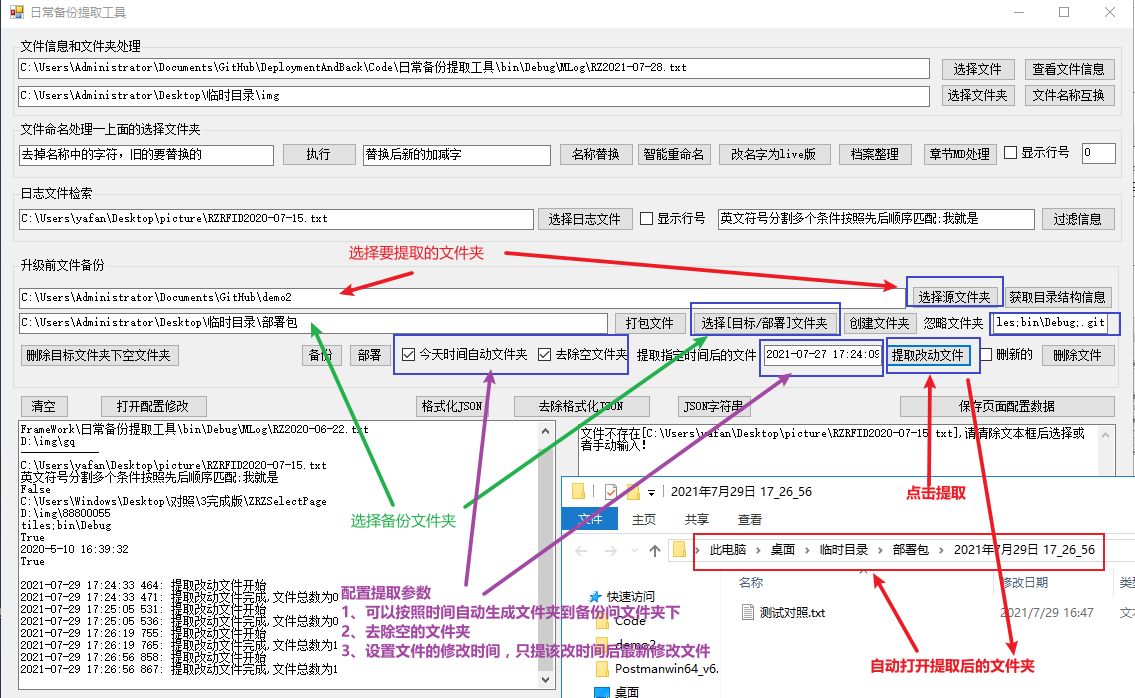 日常备份提取工具
文件信息和文件夹处理
C:\Users\Administrator\Documents\GitHub\DeploymentAndBack\Code\日常备份提取工具\bin\Debug\MLog\RZ2021-07-28.txt
选择文件
查看文件信息
C:\Users\Administrator\Desktop\临时目录\img
选择文件夹
文件名称互换
文件命名处理——上面的选择文件夹
去掉名称中的字符，旧的要替换的
执行
替换后新的加减字
名称替换
智能重命名
改名字为live版
档案整理
章节MD处理
显示行号
0
日志文件检索
C:\Users\yafan\Desktop\picture\RZRFID2020-07-15.txt
选择日志文件
显示行号
英文符号分割多个条件按照先后顺序匹配;我就是
过滤信息
选择要提取的文件夹
升级前文件备份
C:\Users\Administrator\Documents\GitHub\demo2
选择源文件夹
获取目录结构信息
C:\Users\Administrator\Desktop\临时目录\部署包
打包文件
选择[目标/部署]文件夹
创建文件夹
忽略文件夹
les;bin\Debug;.git
删除目标文件夹下空文件夹
备份
部署
今天时间自动文件夹
去除空文件夹
提取指定时间后的文件
2021-07-27 17:24:09
提取改动文件
删新的
删除文件
清空
打开配置修改
格式化JSON
去除格式化JSON
JSON字符串
保存页面配置数据
FrameWork\日常备份提取工具\bin\Debug\MLog\RZ2020-06-22.txt
D:\img\gq
C:\Users\yafan\Desktop\picture\RZRFID2020-07-15.txt
英文符号分割多个条件按照先后顺序匹配;我就是
False
C:\Users\Windows\Desktop\对照\3完成版\ZRZSelectPage
D:\img\88800055
tiles;bin\Debug
True
2020-5-10 16:39:32
True
2021-07-29 17:24:33 464: 提取改动文件开始
2021-07-29 17:24:33 471: 提取改动文件完成,文件总数为0
2021-07-29 17:25:05 531: 提取改动文件开始
2021-07-29 17:25:05 536: 提取改动文件完成,文件总数为0
2021-07-29 17:26:19 755: 提取改动文件开始
2021-07-29 17:26:19 765: 提取改动文件完成,文件总数为1
2021-07-29 17:26:56 858: 提取改动文件开始
2021-07-29 17:26:56 867: 提取改动文件完成,文件总数为1
文件不存在[C:\Users\yafan\Desktop\picture\RZRFID2020-07-15.txt],请清除文本框后选择或
者手动输入!
选择备份文件夹
点击提取
2021年7月29日 17_26_56
文件
主页
共享
查看
此电脑 › 桌面 › 临时目录 › 部署包 › 2021年7月29日 17_26_56
名称
修改日期
类
快速访问
Code
demo2
Postmanwin64_v6.
桌面
测试对照.txt
2021/7/29 16:47
文
配置提取参数
1、可以按照时间自动生成文件夹到备份问文件夹下
2、去除空的文件夹
3、设置文件的修改时间，只提该改时间后最新修改文件
自动打开提取后的文件夹